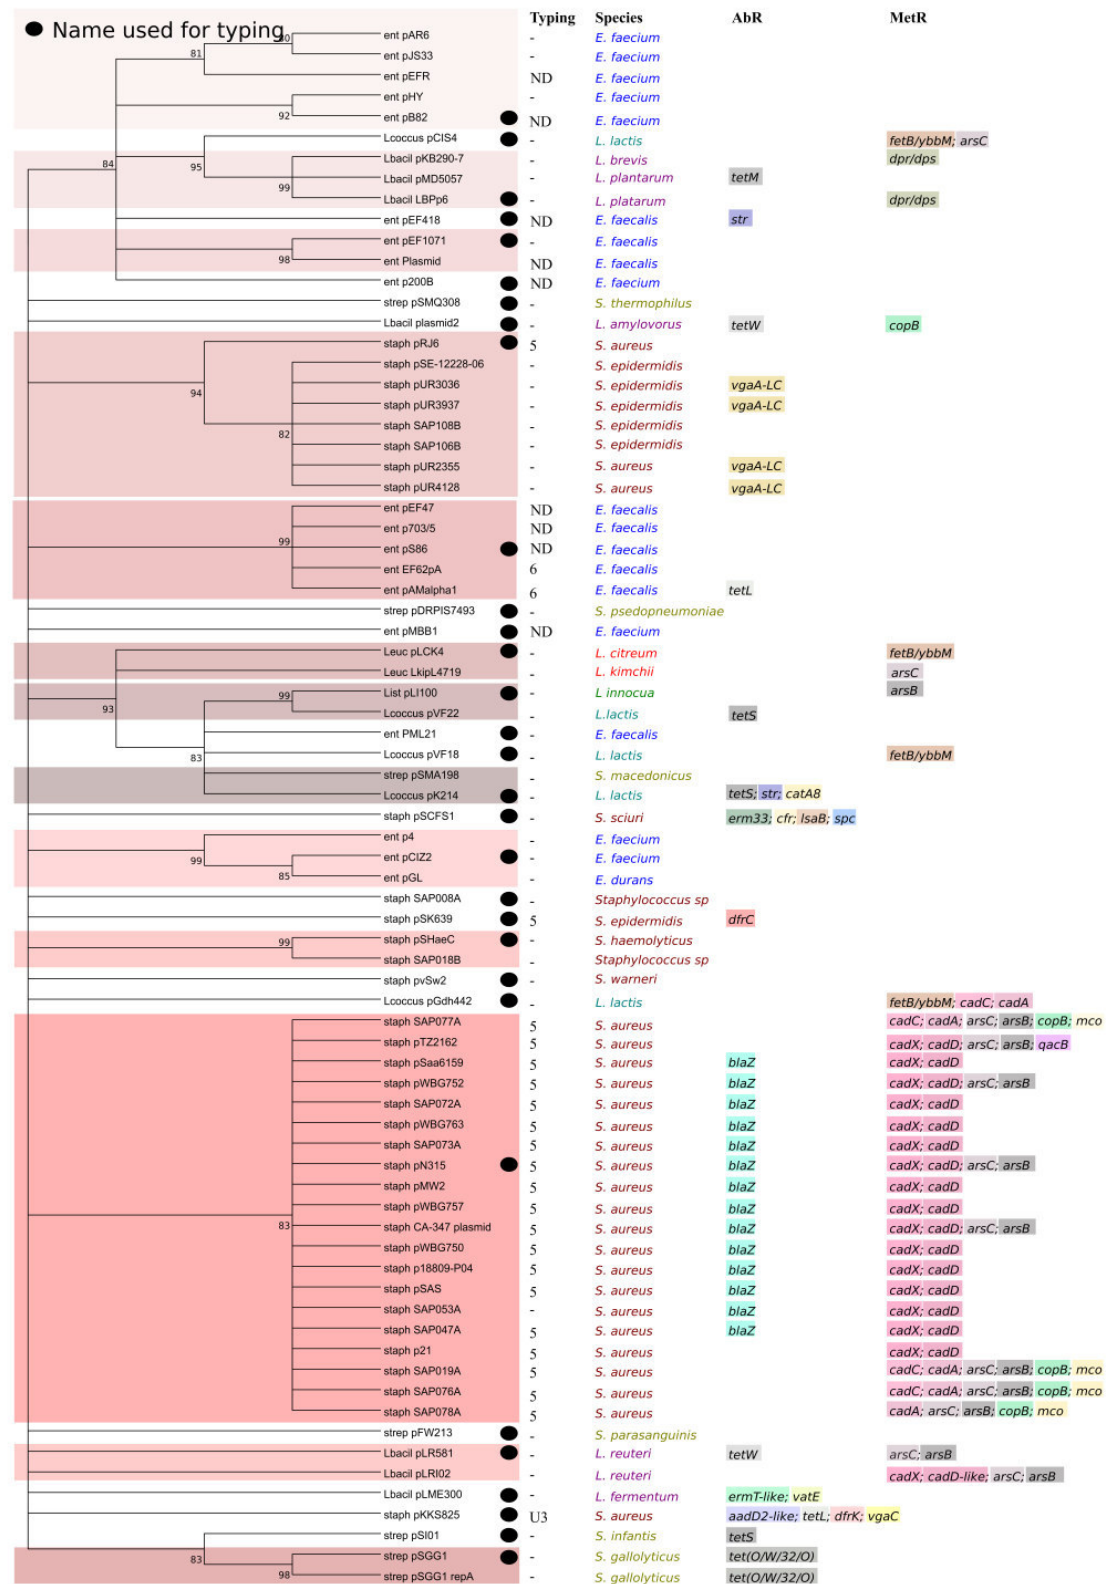 Typing Species AbR MetR
Name used for typing
80 ent pAR6 - E. faecium
81 ent pJS33 - E. faecium
ent pEFR ND E. faecium
ent pHY - E. faecium
92 ent pB82 ND E. faecium
Lcoccus pCIS4 - L. lactis fetB/ybbM; arsC
84 95 Lbacil pKB290-7 - L. brevis dpr/dps
Lbacil pMD5057 - L. plantarum tetM
99 Lbacil LBPp6 - L. platarum dpr/dps
ent pEF418 ND E. faecalis str
ent pEF1071 - E. faecalis
98 ent Plasmid ND E. faecalis
ent p200B ND E. faecium
strep pSMQ308 - S. thermophilus
Lbacil plasmid2 - L. amylovorus tetW copB
staph pRJ6 5 S. aureus
staph pSE-12228-06 - S. epidermidis
staph pUR3036 - S. epidermidis vgaA-LC
94 staph pUR3937 - S. epidermidis vgaA-LC
staph SAP108B - S. epidermidis
82 staph SAP106B - S. epidermidis
staph pUR2355 - S. aureus vgaA-LC
staph pUR4128 - S. aureus vgaA-LC
ent pEF47 ND E. faecalis
ent p703/5 ND E. faecalis
99 ent pS86 ND E. faecalis
ent EF62pA 6 E. faecalis
ent pAMalpha1 6 E. faecalis tetL
strep pDRPIS7493 - S. psedopneumoniae
ent pMBB1 ND E. faecium
Leuc pLCK4 - L. citreum fetB/ybbM
Leuc LkipL4719 - L. kimchii arsC
99 List pLI100 - L innocua arsB
93 Lcoccus pVF22 - L.lactis tetS
ent PML21 - E. faecalis
83 Lcoccus pVF18 - L. lactis fetB/ybbM
strep pSMA198 - S. macedonicus
Lcoccus pK214 - L. lactis tetS; str; catA8
staph pSCFS1 - S. sciuri erm33; cfr; lsaB; spc
ent p4 - E. faecium
99 ent pCIZ2 - E. faecium
85 ent pGL - E. durans
staph SAP008A - Staphylococcus sp
staph pSK639 5 S. epidermidis dfrC
99 staph pSHaeC - S. haemolyticus
staph SAP018B - Staphylococcus sp
staph pvSw2 - S. warneri
Lcoccus pGdh442 - L. lactis fetB/ybbM; cadC; cadA
staph SAP077A 5 S. aureus cadC; cadA; arsC; arsB; copB; mco
staph pTZ2162 5 S. aureus cadX; cadD; arsC; arsB; qacB
staph pSaa6159 5 S. aureus blaZ cadX; cadD
staph pWBG752 5 S. aureus blaZ cadX; cadD; arsC; arsB
staph SAP072A 5 S. aureus blaZ cadX; cadD
staph pWBG763 5 S. aureus blaZ cadX; cadD
staph SAP073A 5 S. aureus blaZ cadX; cadD
staph pN315 5 S. aureus blaZ cadX; cadD; arsC; arsB
staph pMW2 5 S. aureus blaZ cadX; cadD
staph pWBG757 5 S. aureus blaZ cadX; cadD
83 staph CA-347 plasmid 5 S. aureus blaZ cadX; cadD; arsC; arsB
staph pWBG750 5 S. aureus blaZ cadX; cadD
staph p18809-P04 5 S. aureus blaZ cadX; cadD
staph pSAS 5 S. aureus blaZ cadX; cadD
staph SAP053A - S. aureus blaZ cadX; cadD
staph SAP047A 5 S. aureus blaZ cadX; cadD
staph p21 5 S. aureus cadX; cadD
staph SAP019A 5 S. aureus cadC; cadA; arsC; arsB; copB; mco
staph SAP076A 5 S. aureus cadC; cadA; arsC; arsB; copB; mco
staph SAP078A 5 S. aureus cadA; arsC; arsB; copB; mco
strep pFW213 - S. parasanguinis
Lbacil pLR581 - L. reuteri tetW arsC; arsB
Lbacil pLRI02 - L. reuteri cadX; cadD-like; arsC; arsB
Lbacil pLME300 - L. fermentum ermT-like; vatE
staph pKKS825 U3 S. aureus aadD2-like; tetL; dfrK; vgaC
strep pSI01 - S. infantis tetS
83 strep pSGG1 - S. gallolyticus tet(O/W/32/O)
98 strep pSGG1 repA - S. gallolyticus tet(O/W/32/O)